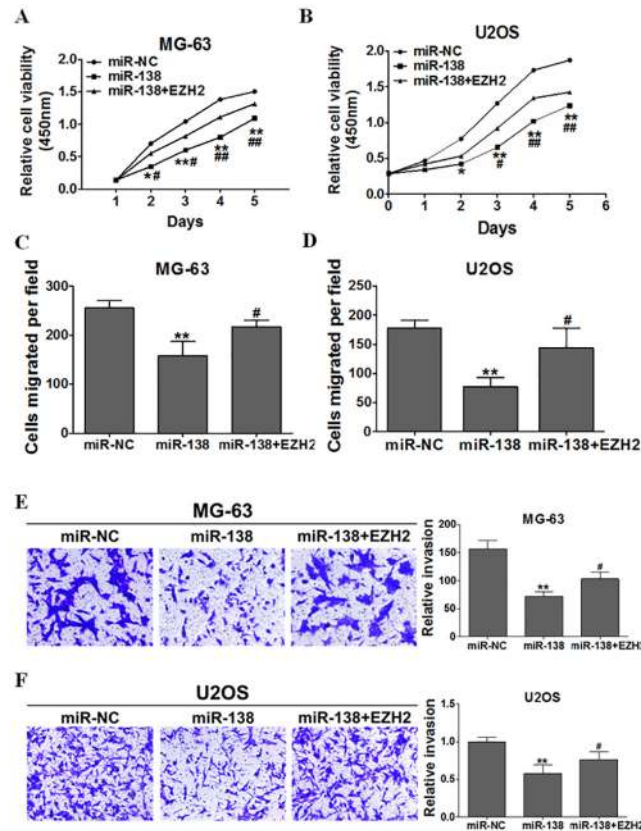 A
MG-63
miR-NC
miR-138
miR-138+EZH2
Relative cell viability
(450nm)
2.0
1.5
1.0
0.5
0.0
*#
**#
**
##
**
##
1 2 3 4 5
Days
B
U2OS
miR-NC
miR-138
miR-138+EZH2
Relative cell viability
(450nm)
2.0
1.5
1.0
0.5
0.0
*
**
#
**
##
**
##
0 1 2 3 4 5 6
Days
C
MG-63
Cells migrated per field
300
200
100
0
**
#
miR-NC miR-138 miR-138+EZH2
D
U2OS
Cells migrated per field
200
150
100
50
0
**
#
miR-NC miR-138 miR-138+EZH2
E
MG-63
miR-NC miR-138 miR-138+EZH2
MG-63
Relative invasion
200
150
100
50
0
**
#
miR-NC miR-138 miR-138+EZH2
F
U2OS
miR-NC miR-138 miR-138+EZH2
U2OS
Relative invasion
1.5
1.0
0.5
0.0
**
#
miR-NC miR-138 miR-138+EZH2